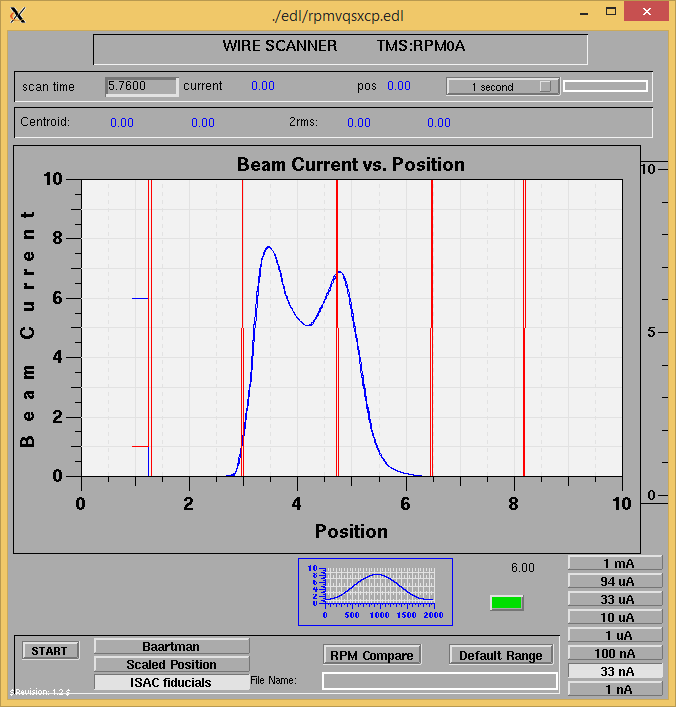 ./edl/rpmvqsxcp.edl
WIRE SCANNER TMS:RPM0A
scan time 5.7600 current 0.00 pos 0.00 1 second
Centroid: 0.00 0.00 2rms: 0.00 0.00
Beam Current vs. Position
10
8
6
4
2
0
Beam Current
0 2 4 6 8 10
Position
10
5
0
10
8
6
4
2
0
0 500 1000 1500 2000
6.00
1 mA
94 uA
33 uA
10 uA
1 uA
100 nA
33 nA
1 nA
START
Baartman
Scaled Position
ISAC fiducials
RPM Compare
Default Range
File Name:
$Revision: 1.2 $